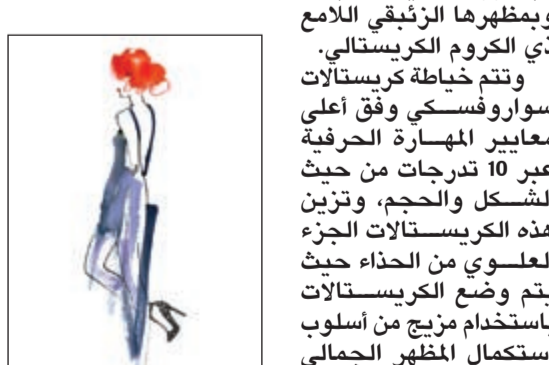 وبمظهرها الزئبقي اللامع
ذي الكروم الكريستالي.
وتتم خياطة كريستالات
سواروفسكي وفق أعلى
معايير المهارة الحرفية
عبر 10 تدرجات من حيث
الشكل والحجم، وتزين
هذه الكريستالات الجزء
العلوي من الحذاء حيث
يتم وضع الكريستالات
باستخدام مزيج من أسلوب
استكمال المظهر الجمالي